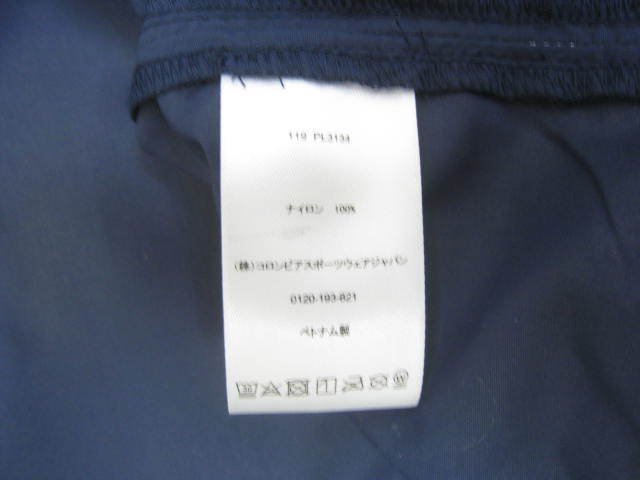 119 PL3134
ナイロン 100%
(株)コロンビアスポーツウェアジャパン
0120-193-821
ベトナム製